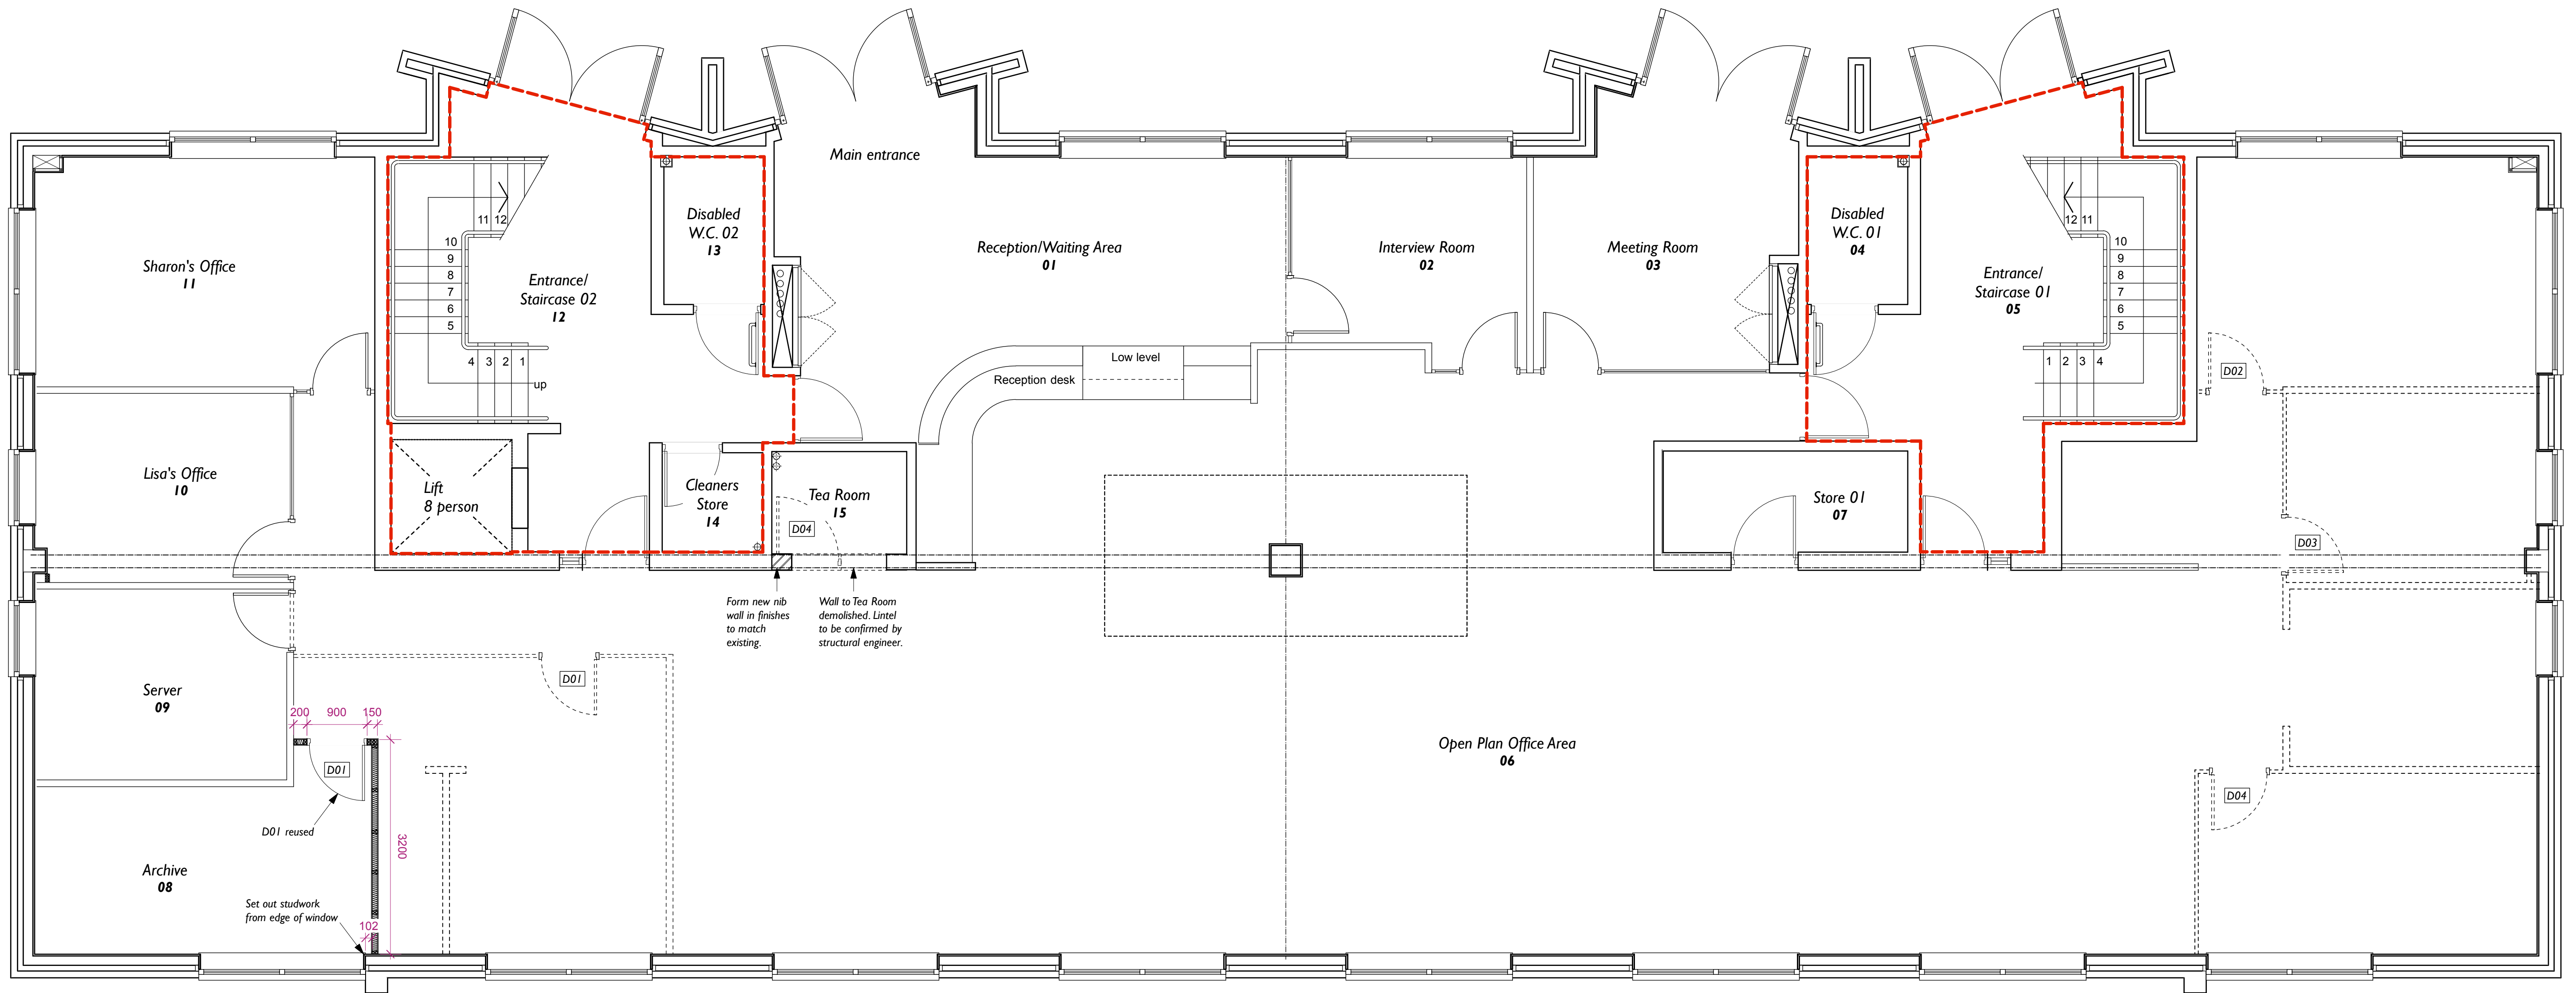 Main entrance
Disabled
W.C. 02
13
Disabled
W.C. 01
04
Sharon's Office
11
11 12
10
9
8
7
6
5
4 3 2 1
up
Entrance/
Staircase 02
12
Reception/Waiting Area
01
Interview Room
02
Meeting Room
03
Entrance/
Staircase 01
05
12 11
10
9
8
7
6
5
1 2 3 4
Low level
Reception desk
D02
Lisa's Office
10
Lift
8 person
Cleaners
Store
14
Tea Room
15
D04
Store 01
07
D03
Form new nib
wall in finishes
to match
existing.
Wall to Tea Room
demolished. Lintel
to be confirmed by
structural engineer.
D01
Server
09
200 900 150
D01
D01 reused
3200
Open Plan Office Area
06
D04
Archive
08
Set out studwork
from edge of window
102